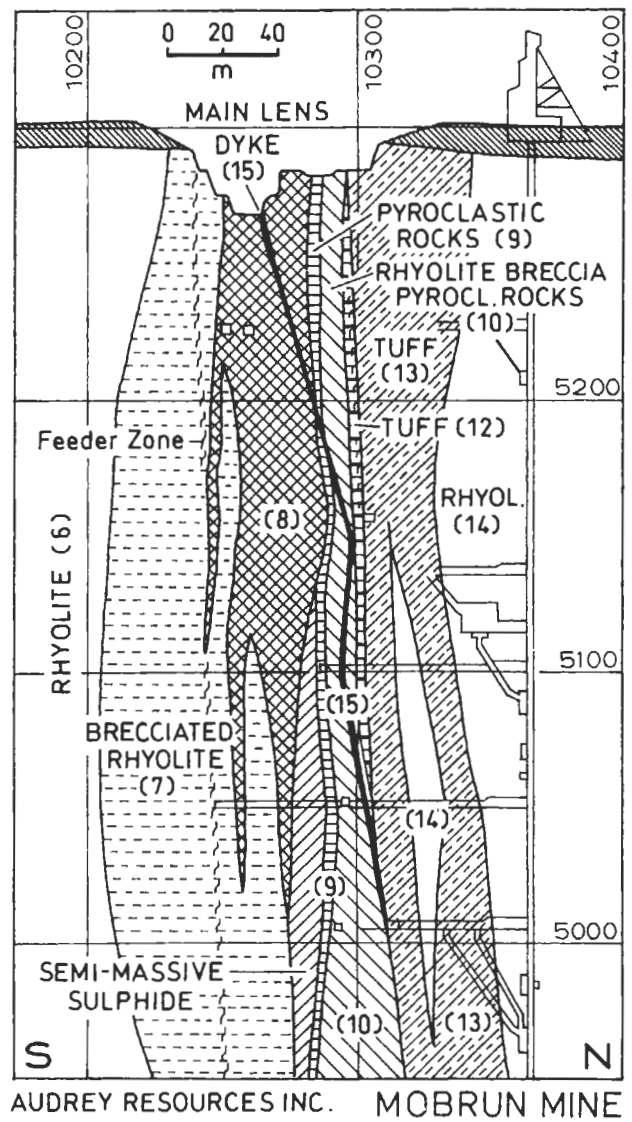 10200
10300
10400
0 20 40
m
MAIN LENS
DYKE
(15)
PYROCLASTIC
ROCKS (9)
RHYOLITE BRECCIA
PYROCL. ROCKS
(10)
TUFF
(13)
5200
TUFF (12)
Feeder Zone
RHYOL.
(14)
(8)
RHYOLITE (6)
5100
(15)
BRECCIATED
RHYOLITE
(7)
(14)
(9)
5000
SEMI-MASSIVE
SULPHIDE
(10)
(13)
S
N
AUDREY RESOURCES INC.
MOBRUN MINE